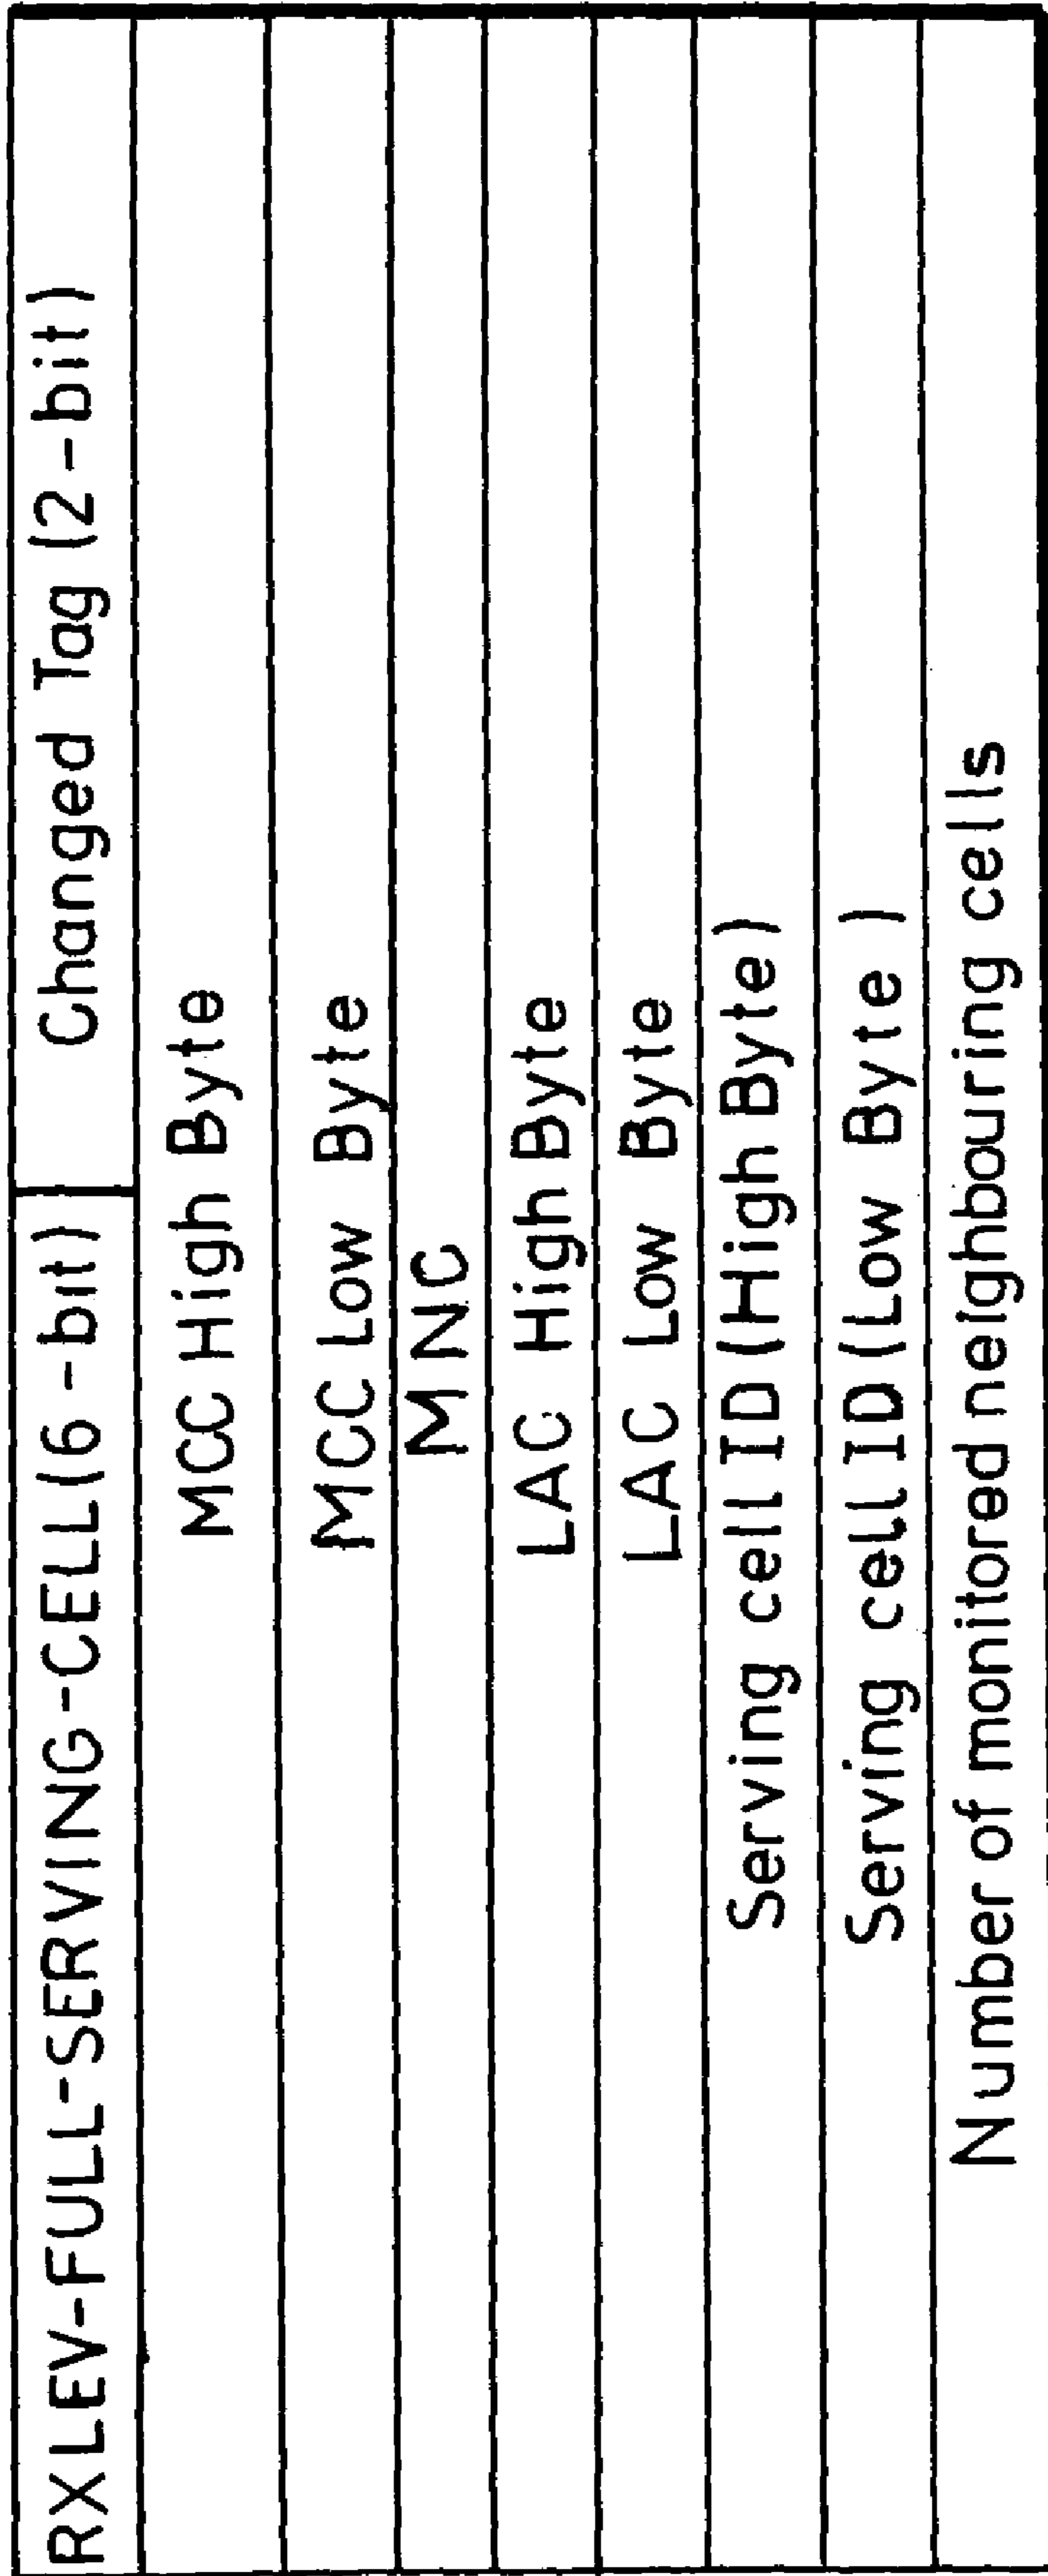 RXLEV-FULL-SERVING-CELL(6-bit) Changed Tag (2-bit)
MCC High Byte
MCC Low Byte
MNC
LAC High Byte
LAC Low Byte
Serving cell ID (High Byte)
Serving cell ID (Low Byte )
Number of monitored neighbouring cells